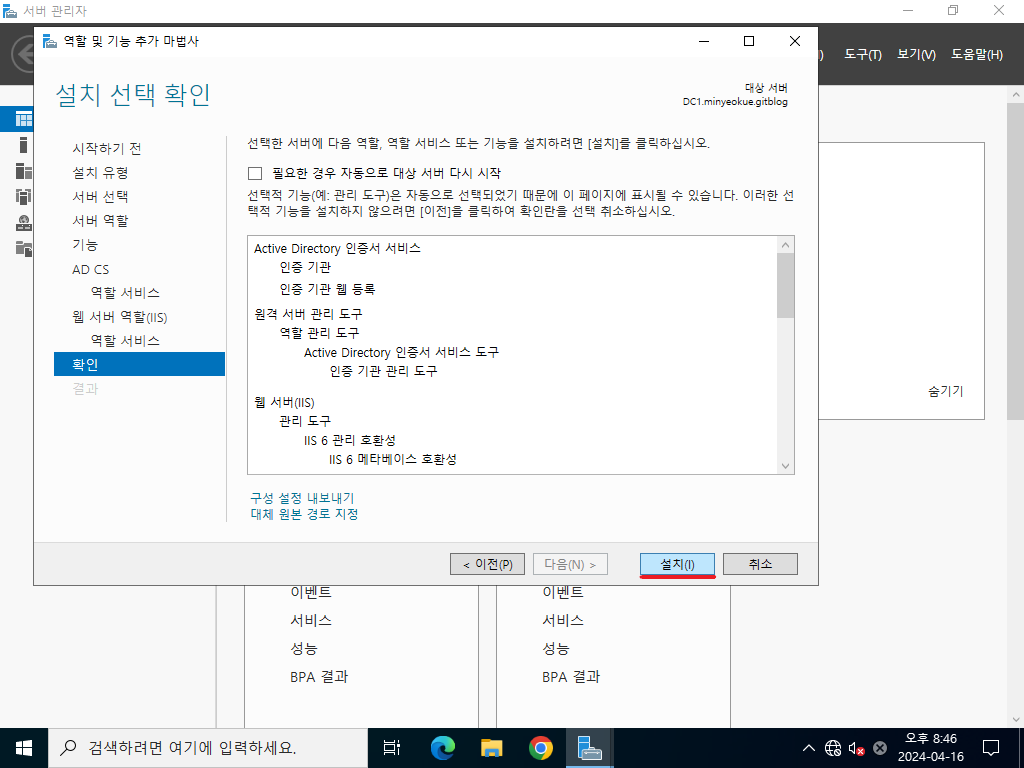 서버 관리자
도구(T)
보기(V)
도움말(H)
역할 및 기능 추가 마법사
설치 선택 확인
대상 서버
DC1.minyeokue.gitblog
시작하기 전
설치 유형
서버 선택
서버 역할
기능
AD CS
역할 서비스
웹 서버 역할(IIS)
역할 서비스
확인
결과
선택한 서버에 다음 역할, 역할 서비스 또는 기능을 설치하려면 [설치]를 클릭하십시오.
필요한 경우 자동으로 대상 서버 다시 시작
선택적 기능(예: 관리 도구)은 자동으로 선택되었기 때문에 이 페이지에 표시될 수 있습니다. 이러한 선
택적 기능을 설치하지 않으려면 [이전]을 클릭하여 확인란을 선택 취소하십시오.
Active Directory 인증서 서비스
인증 기관
인증 기관 웹 등록
원격 서버 관리 도구
역할 관리 도구
Active Directory 인증서 서비스 도구
인증 기관 관리 도구
웹 서버(IIS)
관리 도구
IIS 6 관리 호환성
IIS 6 메타베이스 호환성
구성 설정 내보내기
대체 원본 경로 지정
숨기기
< 이전(P)
다음(N) >
설치(I)
취소
이벤트
서비스
성능
BPA 결과
이벤트
서비스
성능
BPA 결과
검색하려면 여기에 입력하세요.
오후 8:46
2024-04-16